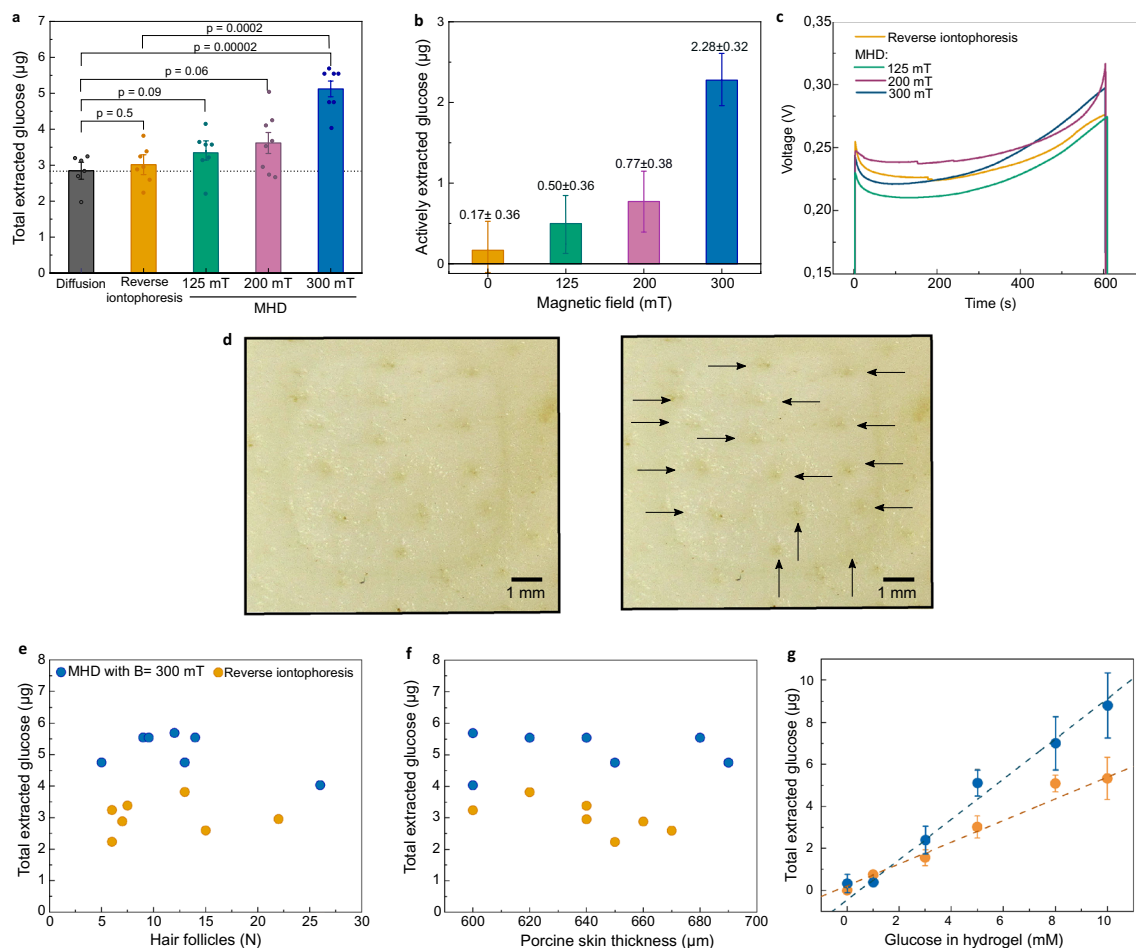 a
Total extracted glucose (µg)
7
6
5
4
3
2
1
0
p = 0.0002
p = 0.00002
p = 0.06
p = 0.09
p = 0.5
Diffusion
Reverse
iontophoresis
125 mT
200 mT
300 mT
MHD
b
Actively extracted glucose (µg)
3
2
1
0
0.17± 0.36
0.50±0.36
0.77±0.38
2.28±0.32
0
125
200
300
Magnetic field (mT)
c
Voltage (V)
0,35
0,30
0,25
0,20
0,15
Reverse iontophoresis
MHD:
125 mT
200 mT
300 mT
0
200
400
600
Time (s)
d
1 mm
1 mm
e
Total extracted glucose (µg)
8
7
6
5
4
3
2
1
0
MHD with B= 300 mT
Reverse iontophoresis
0
5
10
15
20
25
30
Hair follicles (N)
f
Total extracted glucose (µg)
8
7
6
5
4
3
2
1
0
600
620
640
660
680
700
Porcine skin thickness (µm)
g
Total extracted glucose (µg)
10
8
6
4
2
0
0
2
4
6
8
10
Glucose in hydrogel (mM)